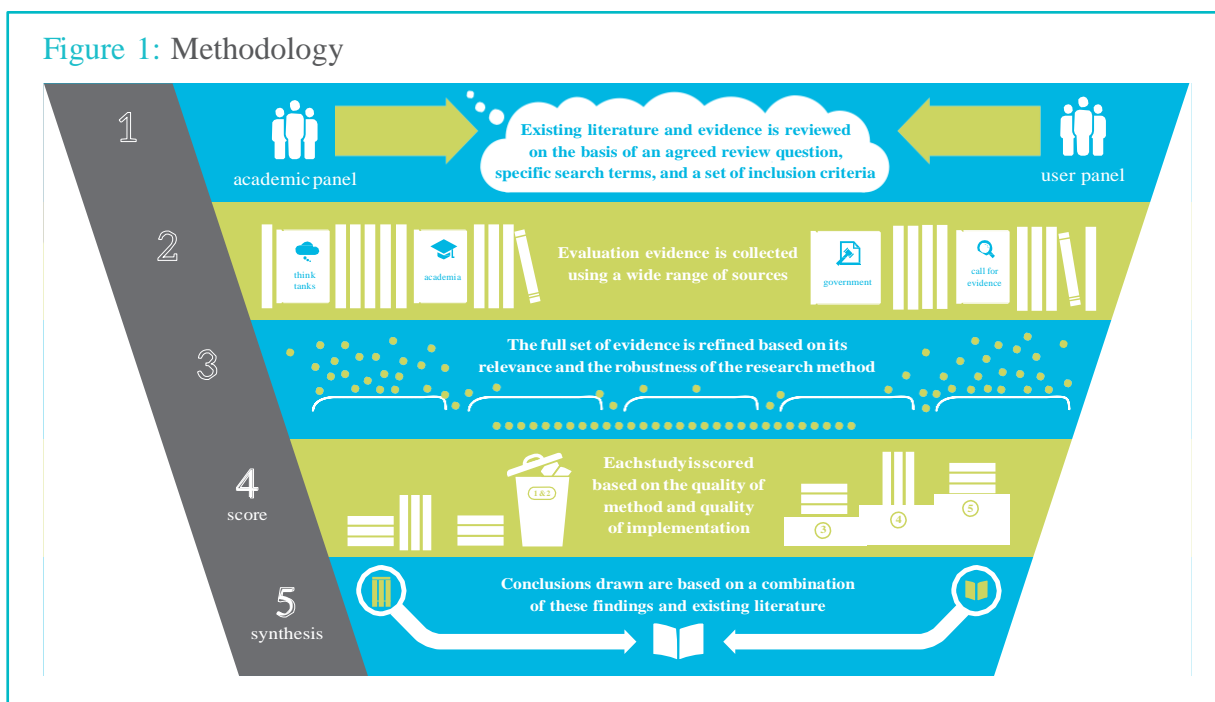 Figure 1: Methodology
1
academic panel
Existing literature and evidence is reviewed
on the basis of an agreed review question,
specific search terms, and a set of inclusion criteria
user panel
2
think
tanks
academia
Evaluation evidence is collected
using a wide range of sources
government
call for
evidence
3
The full set of evidence is refined based on its
relevance and the robustness of the research method
4
score
1 & 2
Each study is scored
based on the quality of
method and quality
of implementation
3
4
5
5
synthesis
Conclusions drawn are based on a combination
of these findings and existing literature